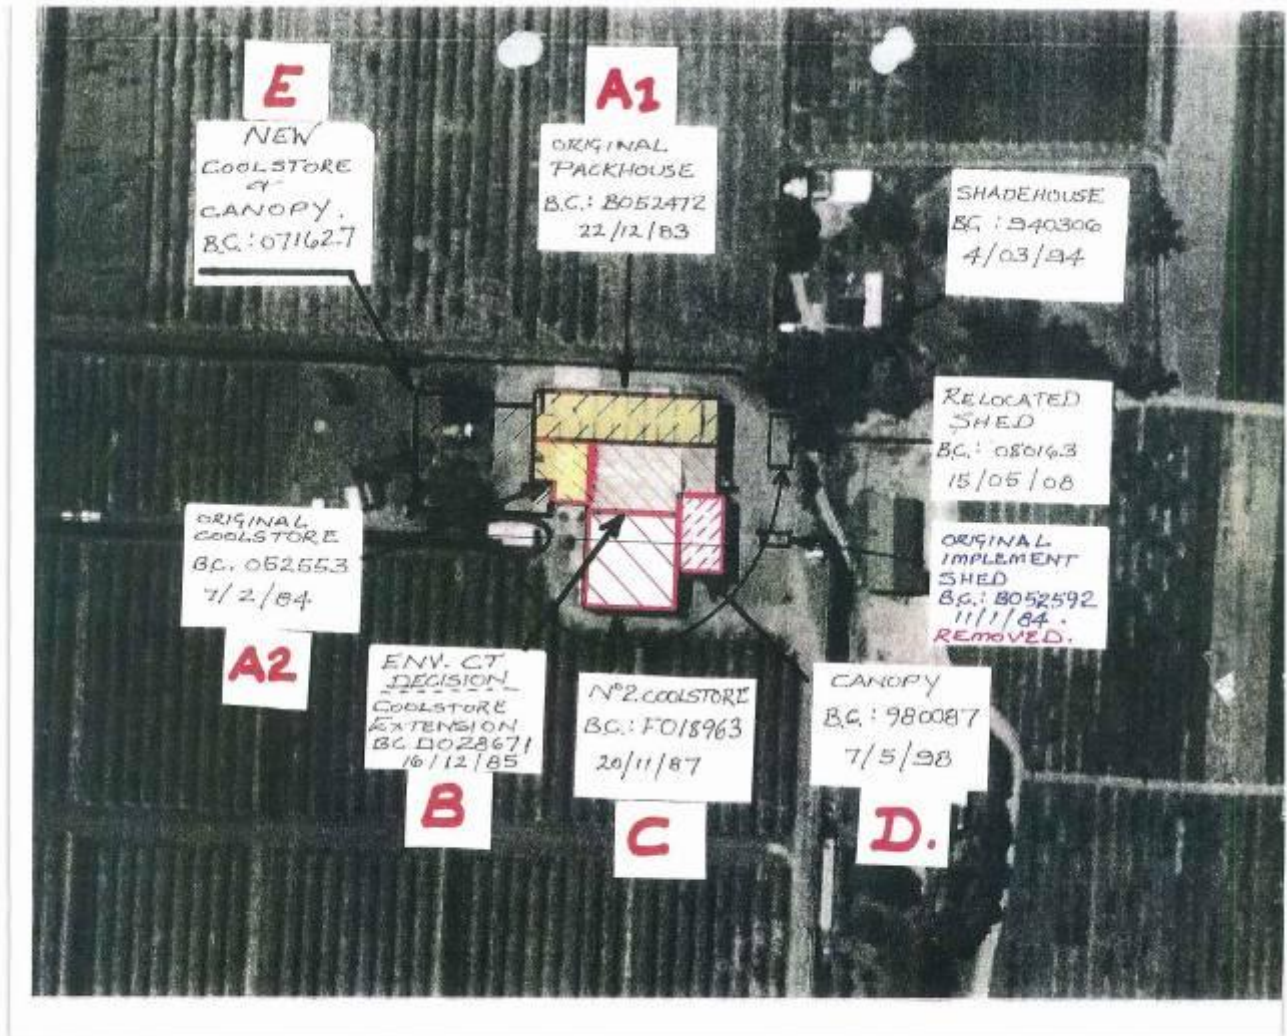 E
NEW
COOLSTORE
&
CANOPY.
B.C: 071627
A1
ORIGINAL
PACKHOUSE
B.C.: B052472
22/12/83
SHADEHOUSE
BC: 940306
4/03/94
RELOCATED
SHED
B.C.: 080163
15/05/08
ORIGINAL
COOLSTORE
B.C. 052553
7/2/84
A2
ORIGINAL
IMPLEMENT
SHED
B.C.: B052592
11/1/84.
REMOVED.
ENV. CT.
DECISION
COOLSTORE
EXTENSION
BC D028671
16/12/85
B
Nº2 COOLSTORE
B.C.: F018963
20/11/87
C
CANOPY
B.C.: 980087
7/5/98
D.